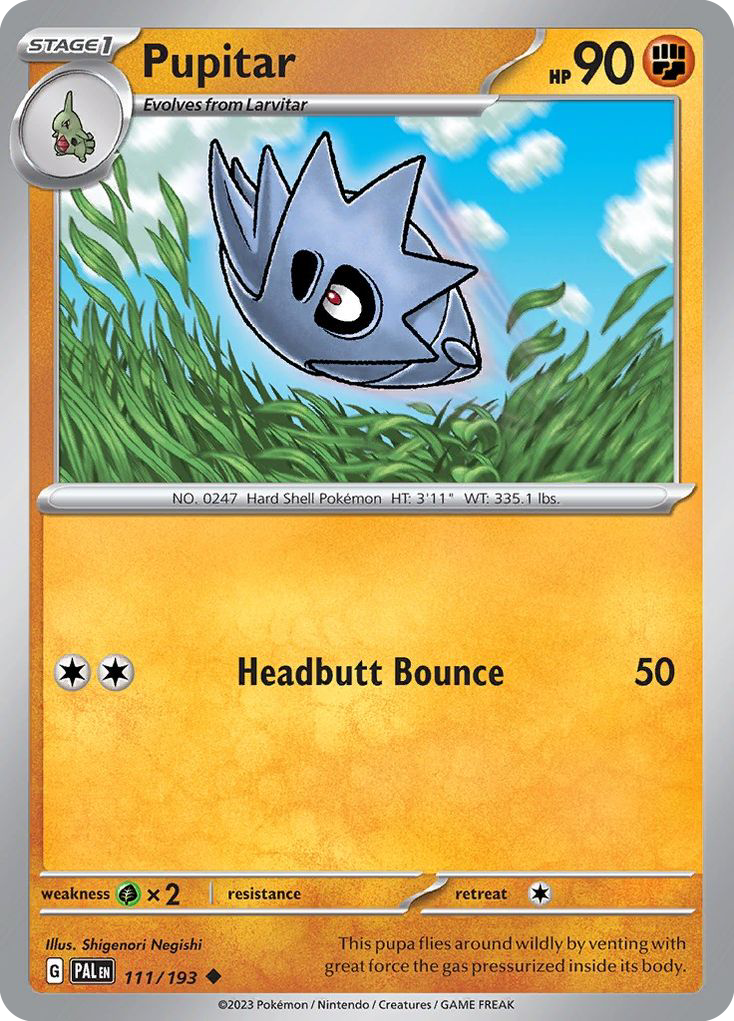 STAGE1
Pupitar
HP 90
Evolves from Larvitar
NO. 0247 Hard Shell Pokémon HT: 3'11" WT: 335.1 lbs.
Headbutt Bounce 50
weakness ×2 resistance retreat
Illus. Shigenori Negishi
This pupa flies around wildly by venting with
great force the gas pressurized inside its body.
G PAL EN 111/193
©2023 Pokémon / Nintendo / Creatures / GAME FREAK